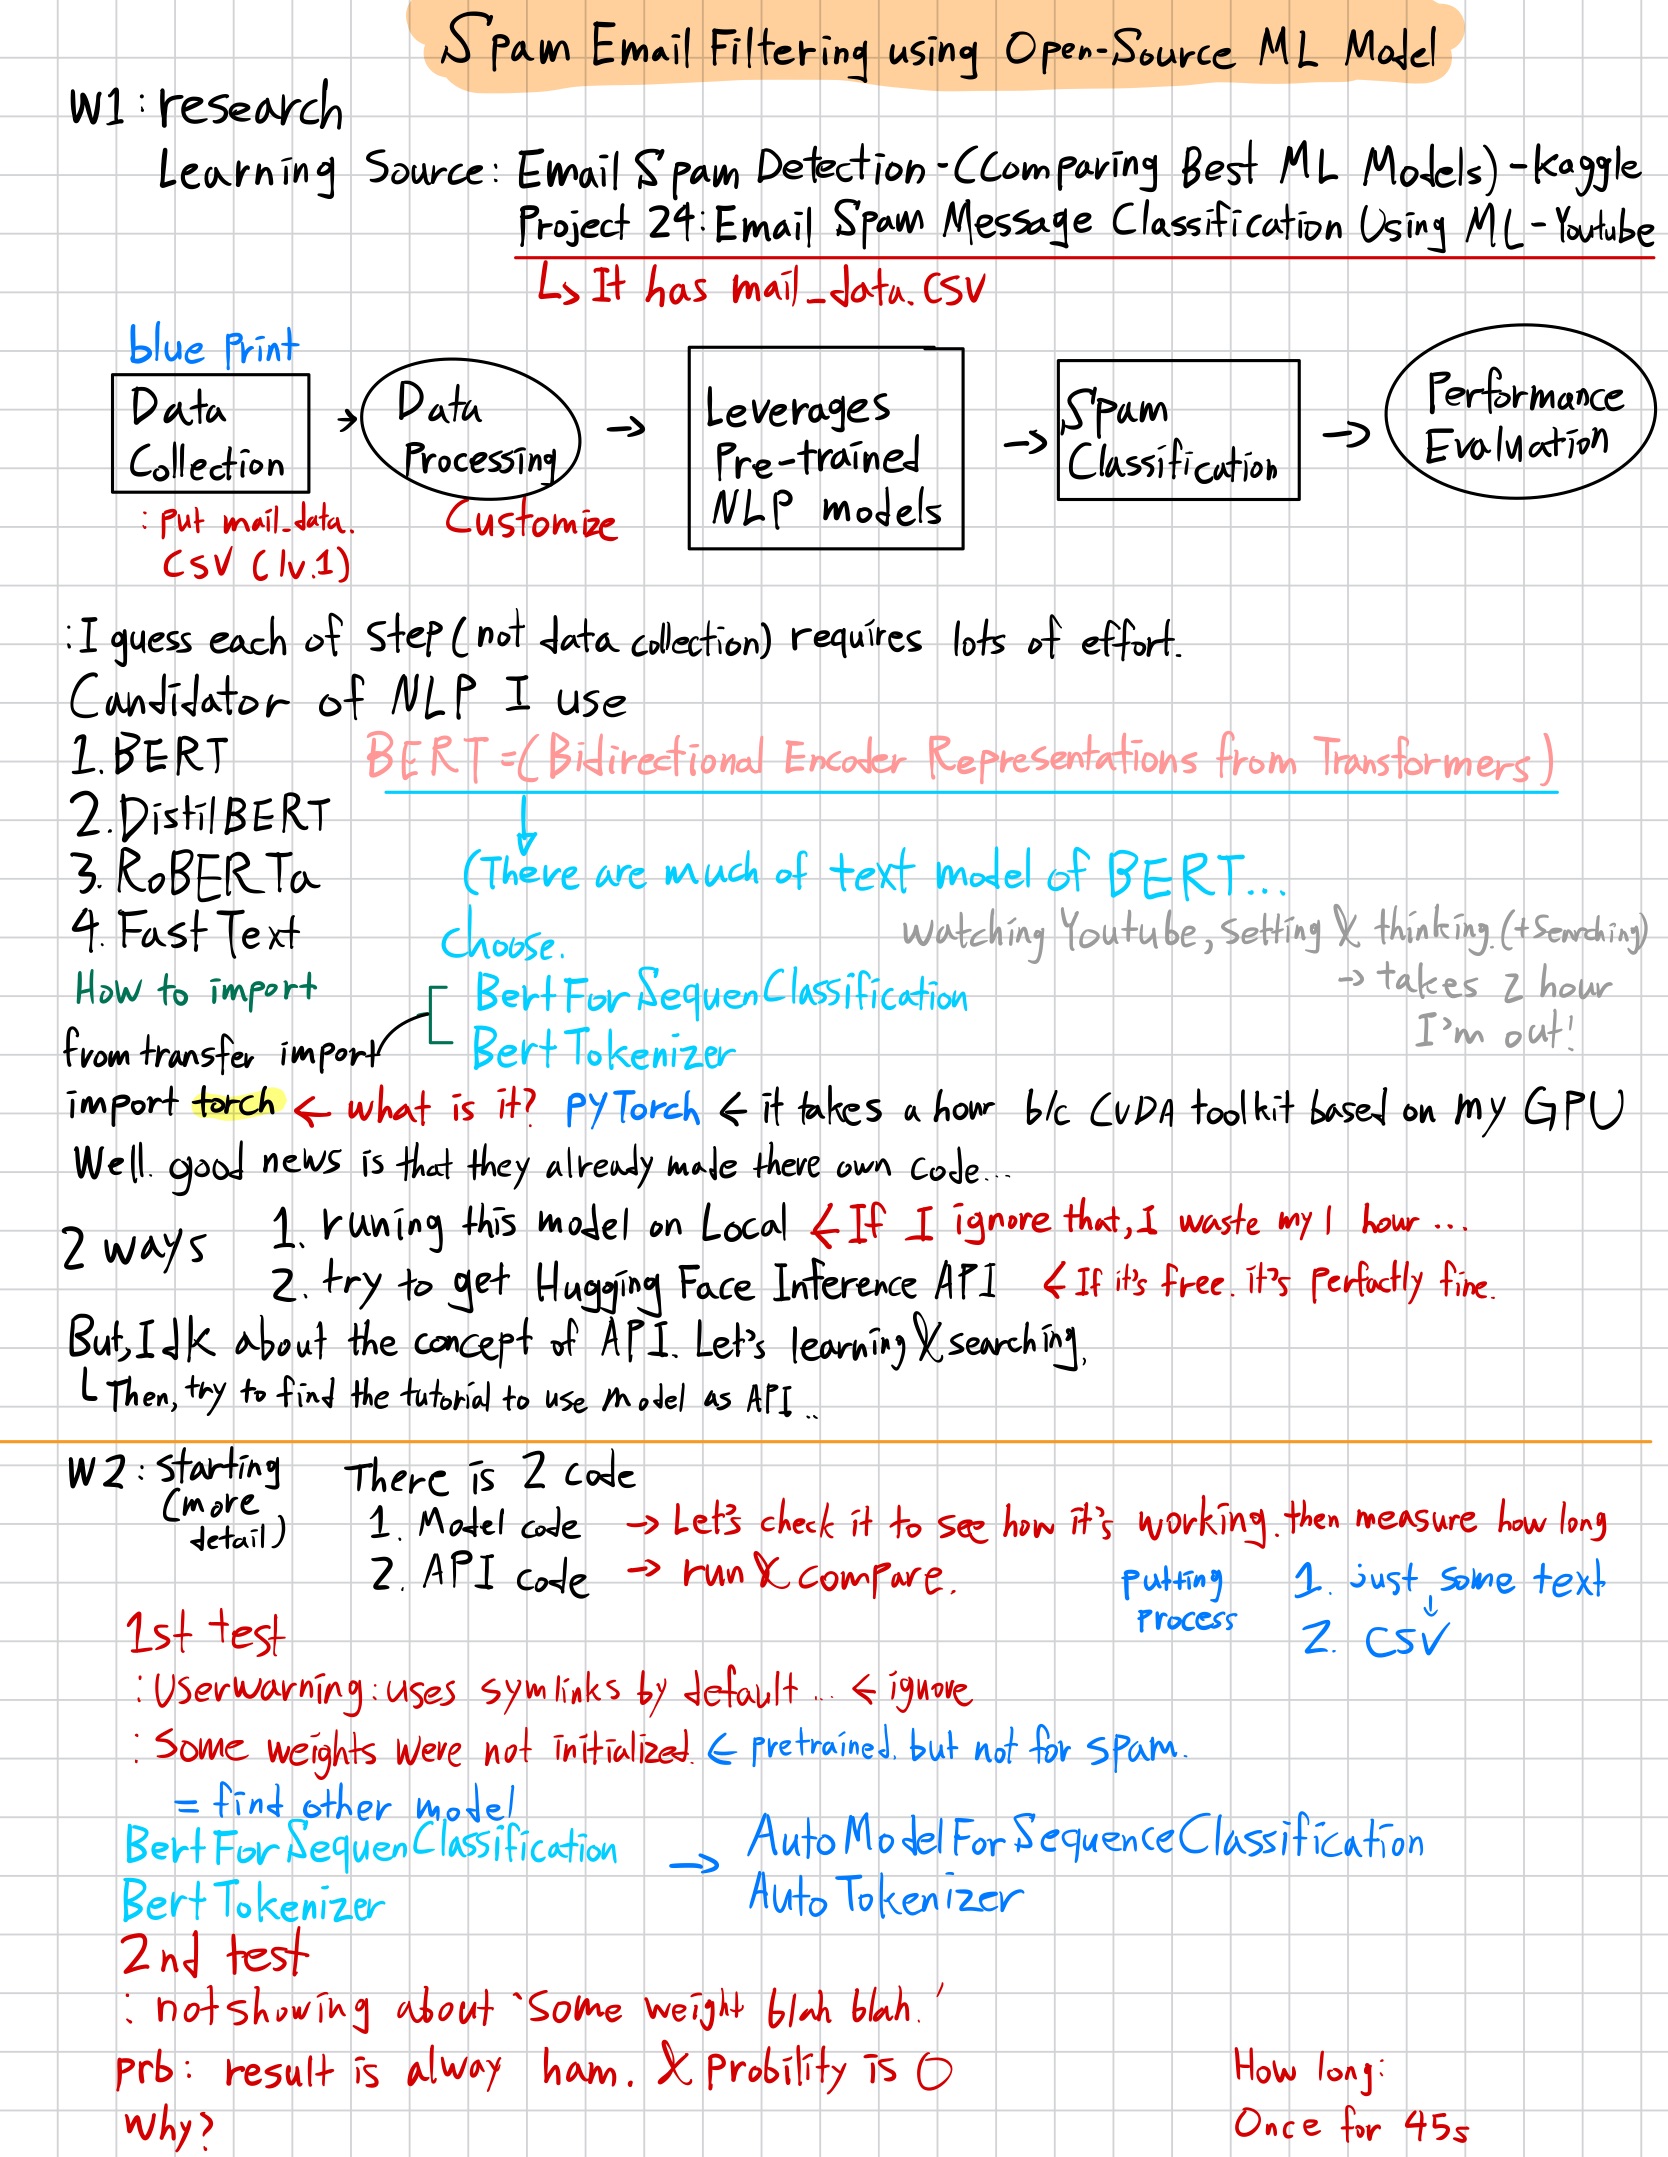 Spam Email Filtering using Open-Source ML Model
W1: research
Learning Source: Email Spam Detection-(Comparing Best ML Models)-kaggle
Project 24: Email Spam Message Classification Using ML-Youtube
↳ It has mail_data.CSV
blue print
Data Collection
→
Data Processing
→
Leverages Pre-trained NLP models
→
Spam Classification
→
Performance Evaluation
: put mail_data.
CSV (lv.1)
Customize
: I guess each of step (not data collection) requires lots of effort.
Candidator of NLP I use
1. BERT
BERT =(Bidirectional Encoder Representations from Transformers)
2. DistilBERT
3. RoBERTa
(There are much of text model of BERT...
4. FastText
Choose.
watching Youtube, setting & thinking.(+Searching)
→ takes 2 hour
I'm out!
How to import
BertForSequenClassification
BertTokenizer
from transfer import
import torch ← what is it? PYTorch ← it takes a hour b/c CUDA toolkit based on my GPU
Well. good news is that they already made there own code...
2 ways
1. runing this model on Local ← If I ignore that, I waste my 1 hour...
2. try to get Hugging Face Inference API ← If it's free. it's perfactly fine.
But, Idk about the concept of API. Let's learning & searching.
└ Then, try to find the tutorial to use model as API..
W2: starting
(more
detail)
There is 2 code
1. Model code → Let's check it to see how it's working. then measure how long
2. API code → run & compare.
putting
process
1. just some text
↓
2. CSV
1st test
: Userwarning: uses symlinks by default... ← ignore
: Some weights were not initialized. ← pretrained. but not for spam.
= find other model
BertForSequenClassification
BertTokenizer
→
AutoModelForSequenceClassification
AutoTokenizer
2nd test
: notshowing about 'Some weight blah blah.'
prb: result is alway ham. & probility is 0
why?
How long:
Once for 45s